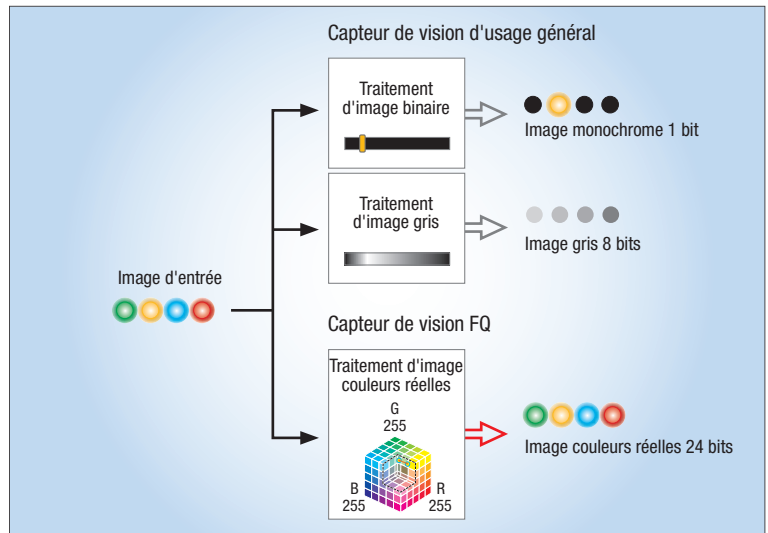 Capteur de vision d'usage général
Traitement
d'image binaire
Image monochrome 1 bit
Traitement
d'image gris
Image gris 8 bits
Image d'entrée
Capteur de vision FQ
Traitement d'image
couleurs réelles
G
255
B
255
R
255
Image couleurs réelles 24 bits